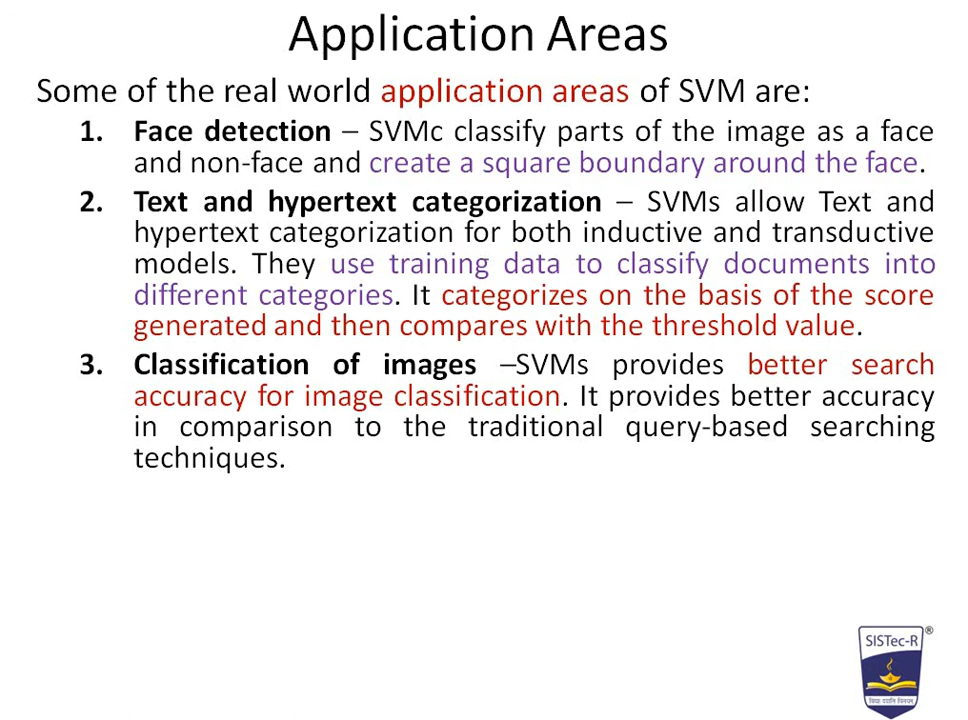 Application Areas
Some of the real world application areas of SVM are:
1. Face detection – SVMc classify parts of the image as a face
and non-face and create a square boundary around the face.
2. Text and hypertext categorization – SVMs allow Text and
hypertext categorization for both inductive and transductive
models. They use training data to classify documents into
different categories. It categorizes on the basis of the score
generated and then compares with the threshold value.
3. Classification of images –SVMs provides better search
accuracy for image classification. It provides better accuracy
in comparison to the traditional query-based searching
techniques.
SISTec-R ®